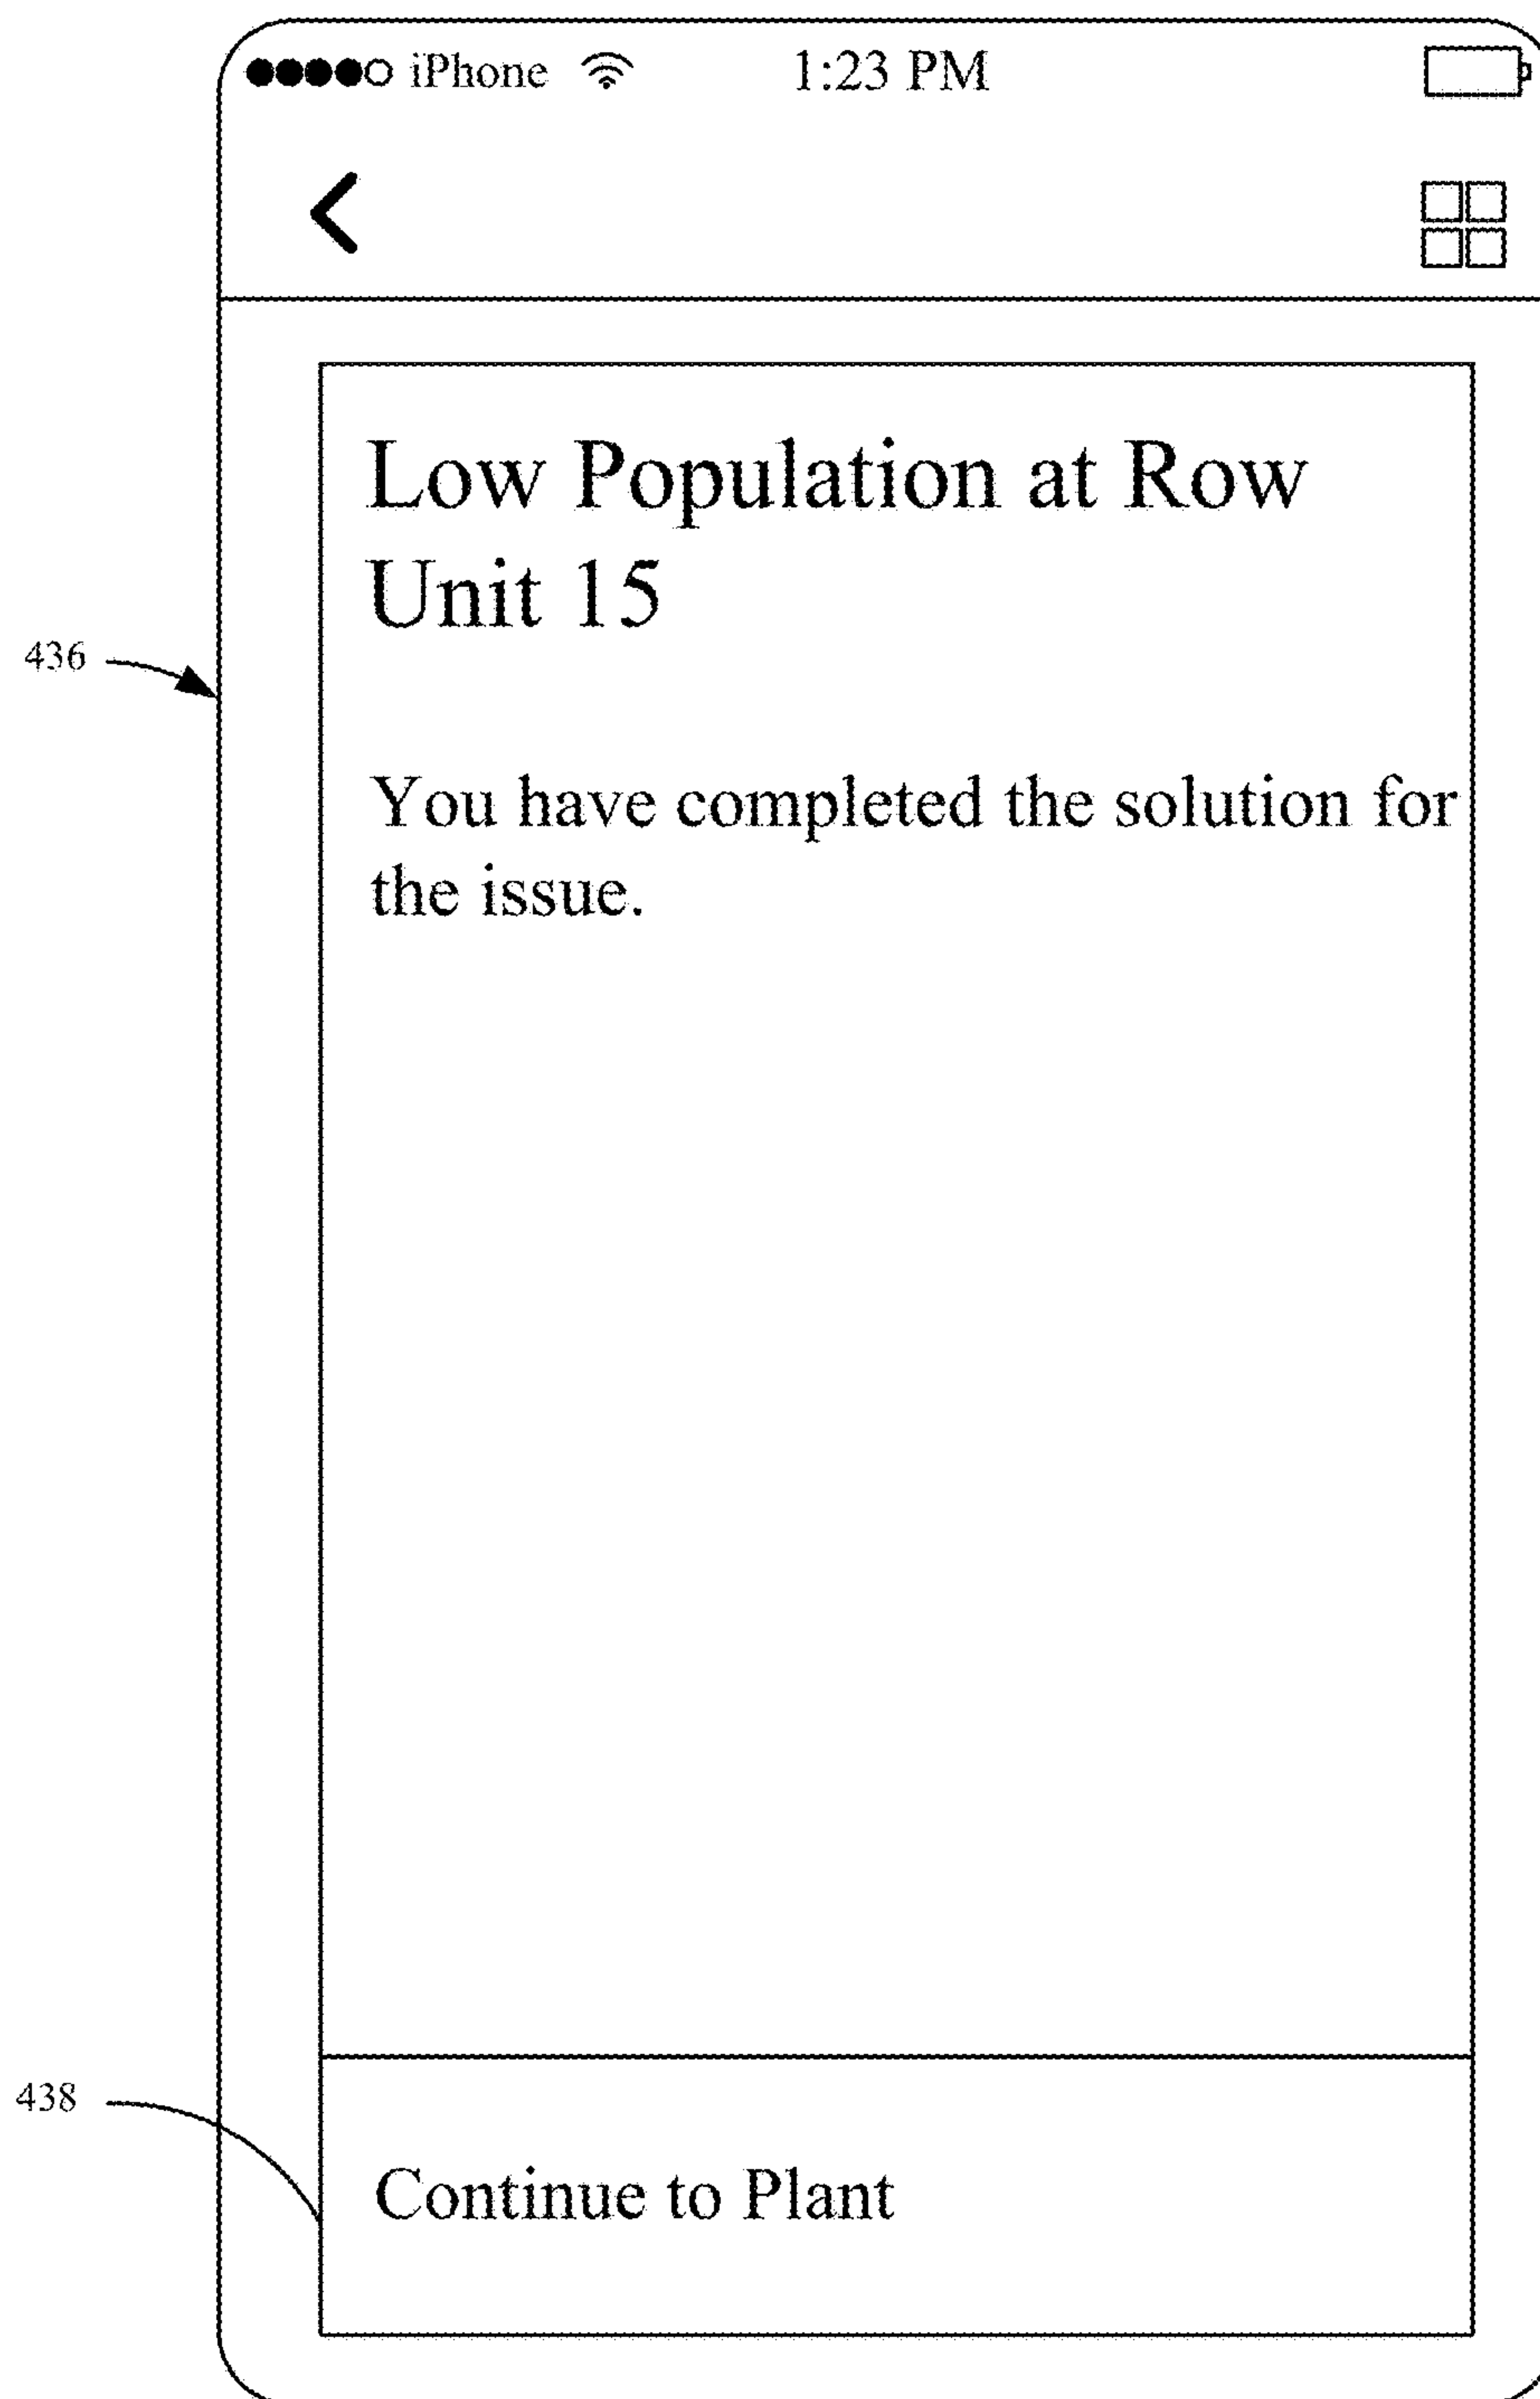 iPhone 1:23 PM
Low Population at Row
Unit 15
436
You have completed the solution for
the issue.
438
Continue to Plant